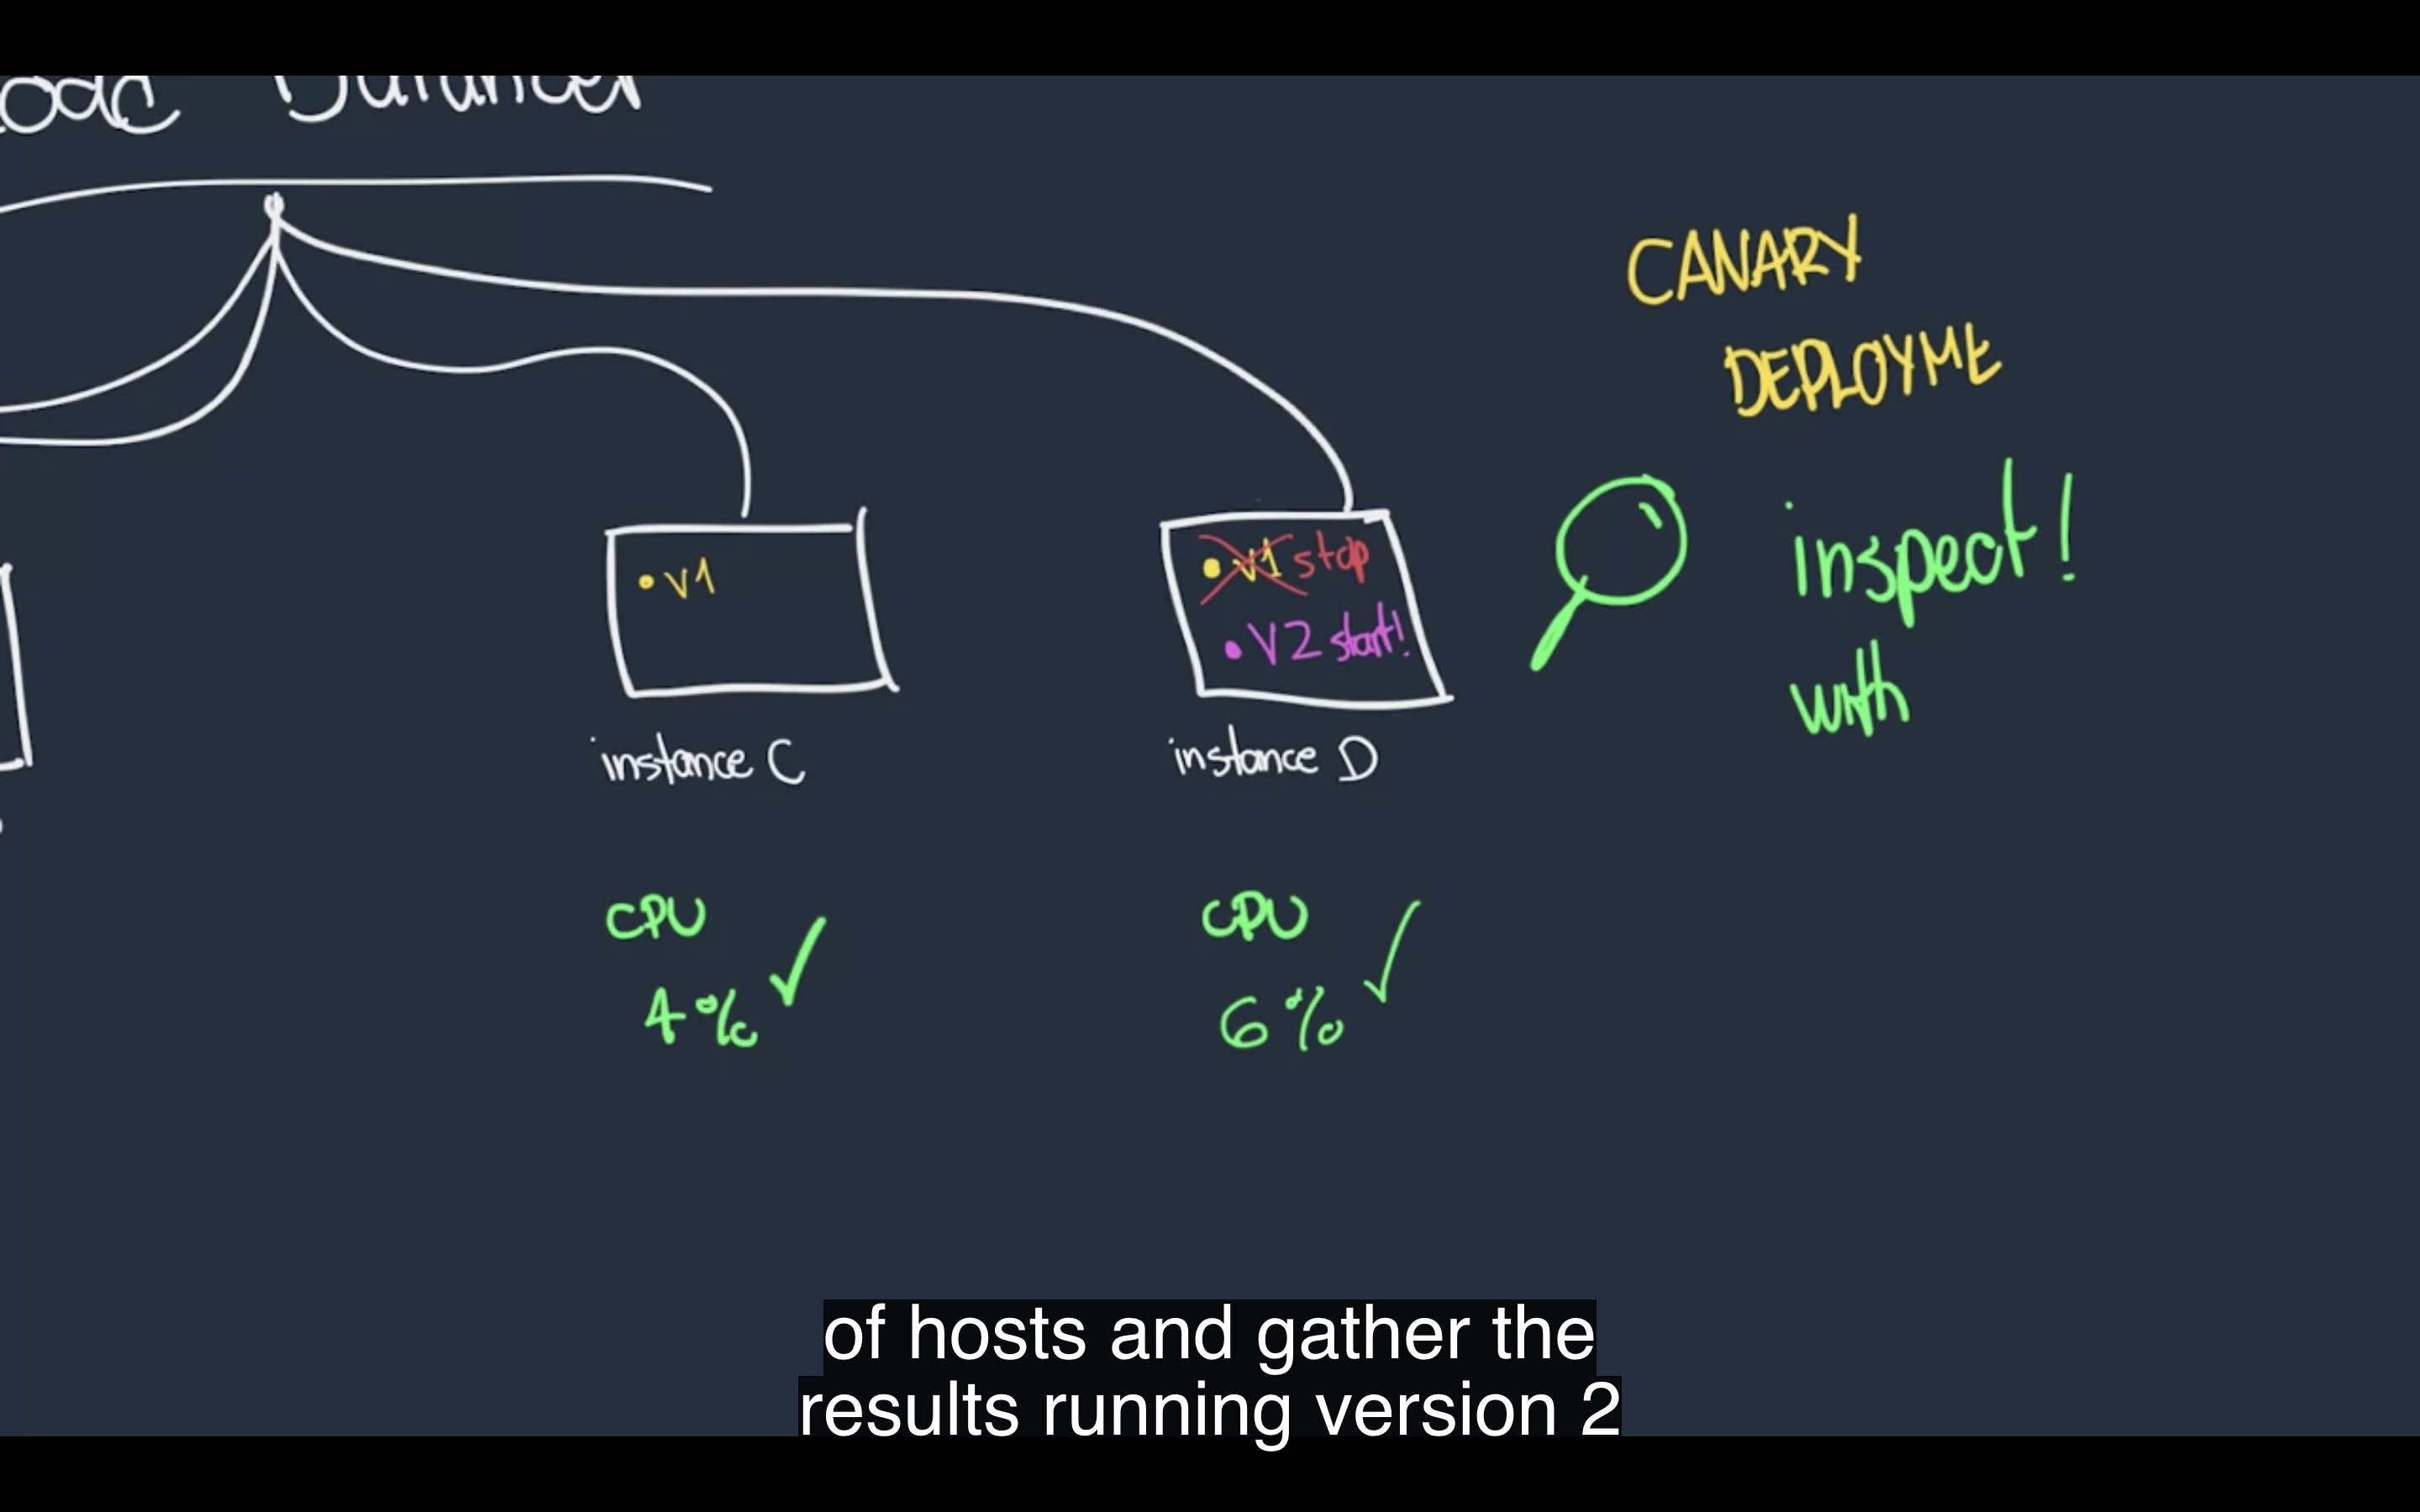 Load Balancer
CANARY
DEPLOYME
v1
v1 stop
V2 start!
inspect!
with
instance C
instance D
CPU
4%
CPU
6%
of hosts and gather the
results running version 2